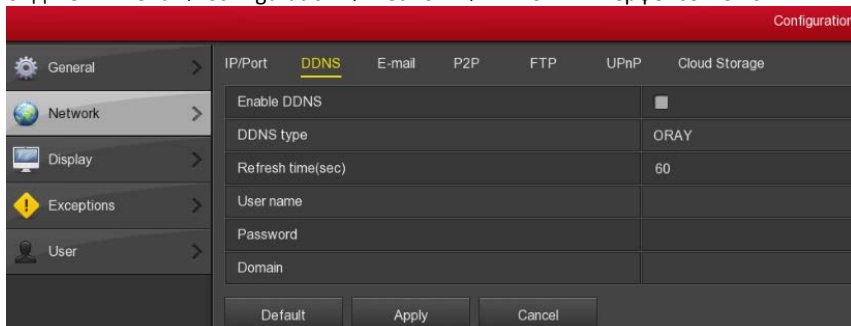 Configuration
General
Network
Display
Exceptions
User
IP/Port DDNS E-mail P2P FTP UPnP Cloud Storage
Enable DDNS
DDNS type ORAY
Refresh time(sec) 60
User name
Password
Domain
Default Apply Cancel